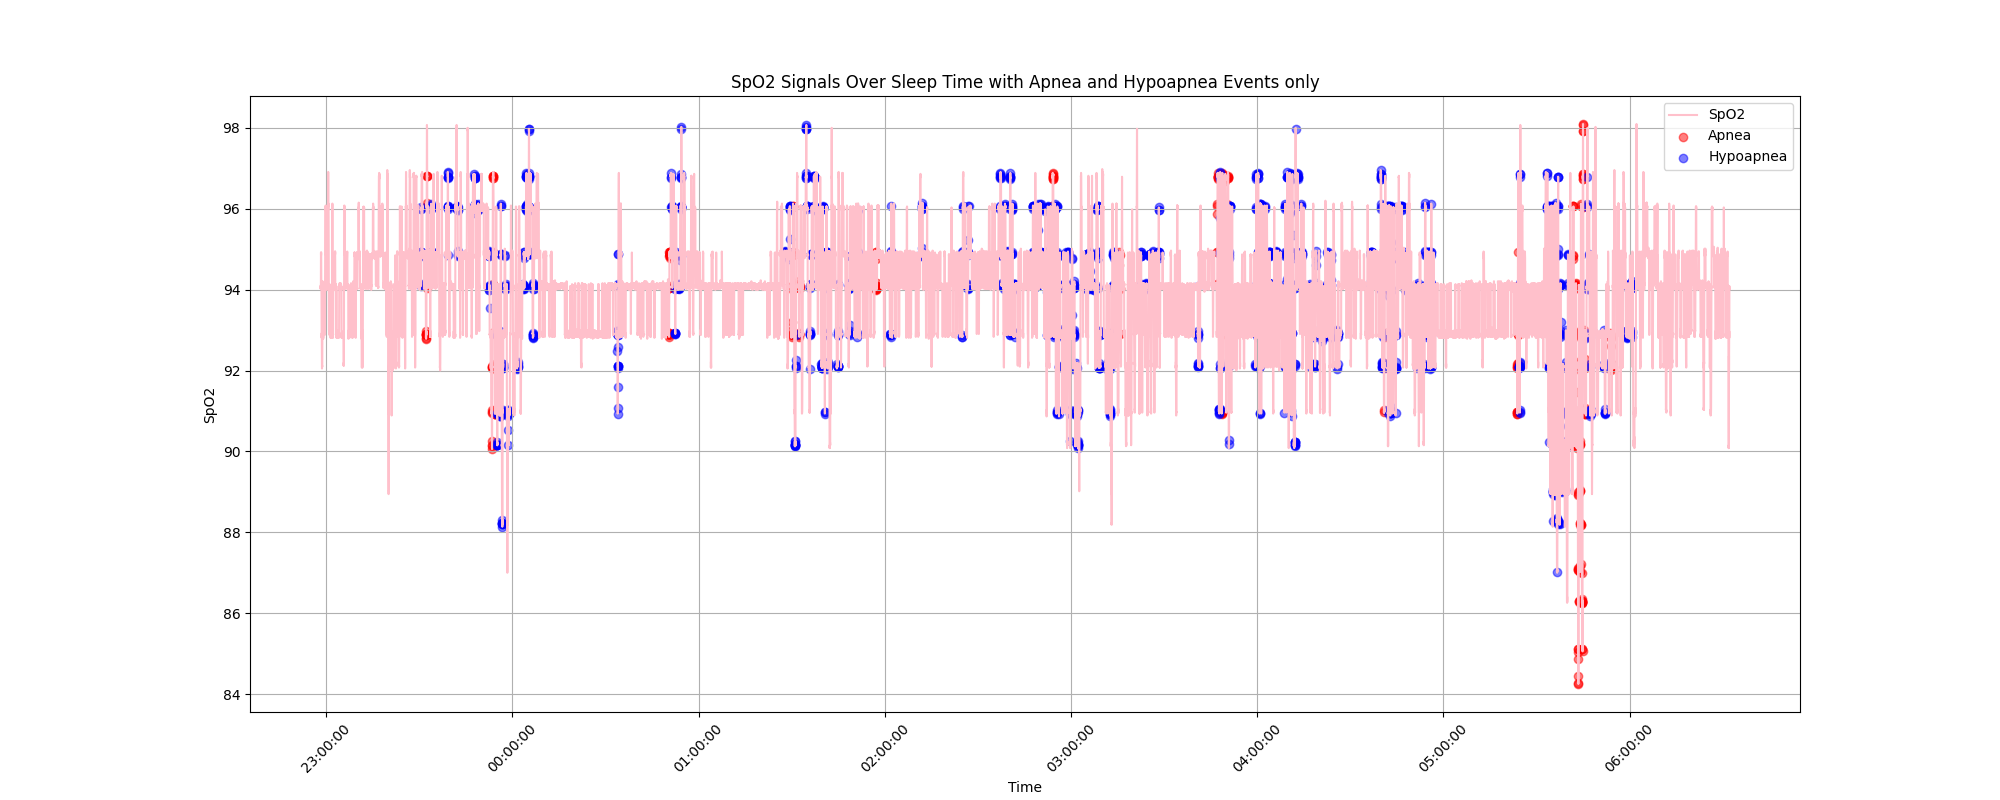 SpO2 Signals Over Sleep Time with Apnea and Hypoapnea Events only
SpO2
Apnea
Hypoapnea
98
96
94
92
90
88
86
84
SpO2
23:00:00
00:00:00
01:00:00
02:00:00
03:00:00
04:00:00
05:00:00
06:00:00
Time